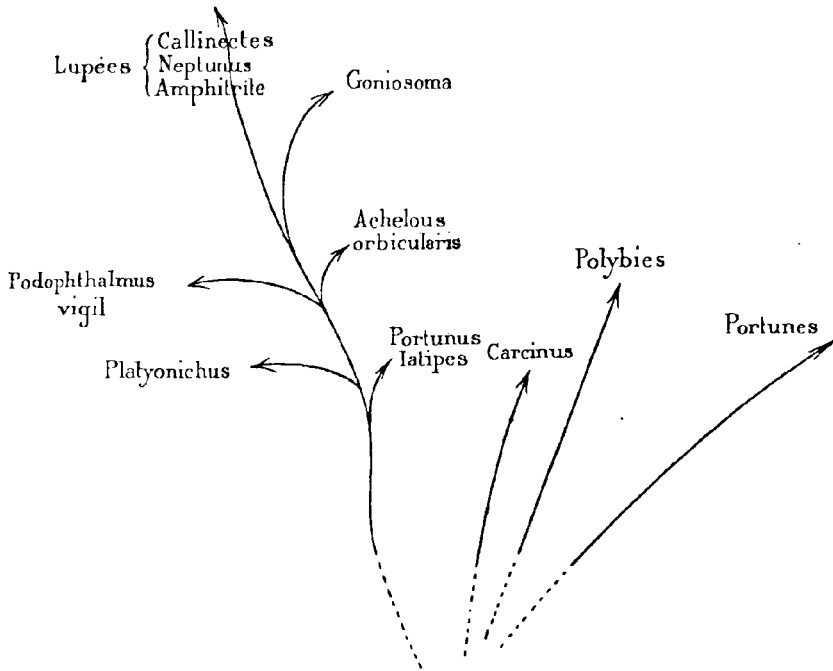 Callinectes
Lupées
Neptunus
Amphitrite
Goniosoma
Achelous
orbicularis
Polybies
Podophthalmus
vigil
Portunes
Portunus
latipes
Carcinus
Platyonichus